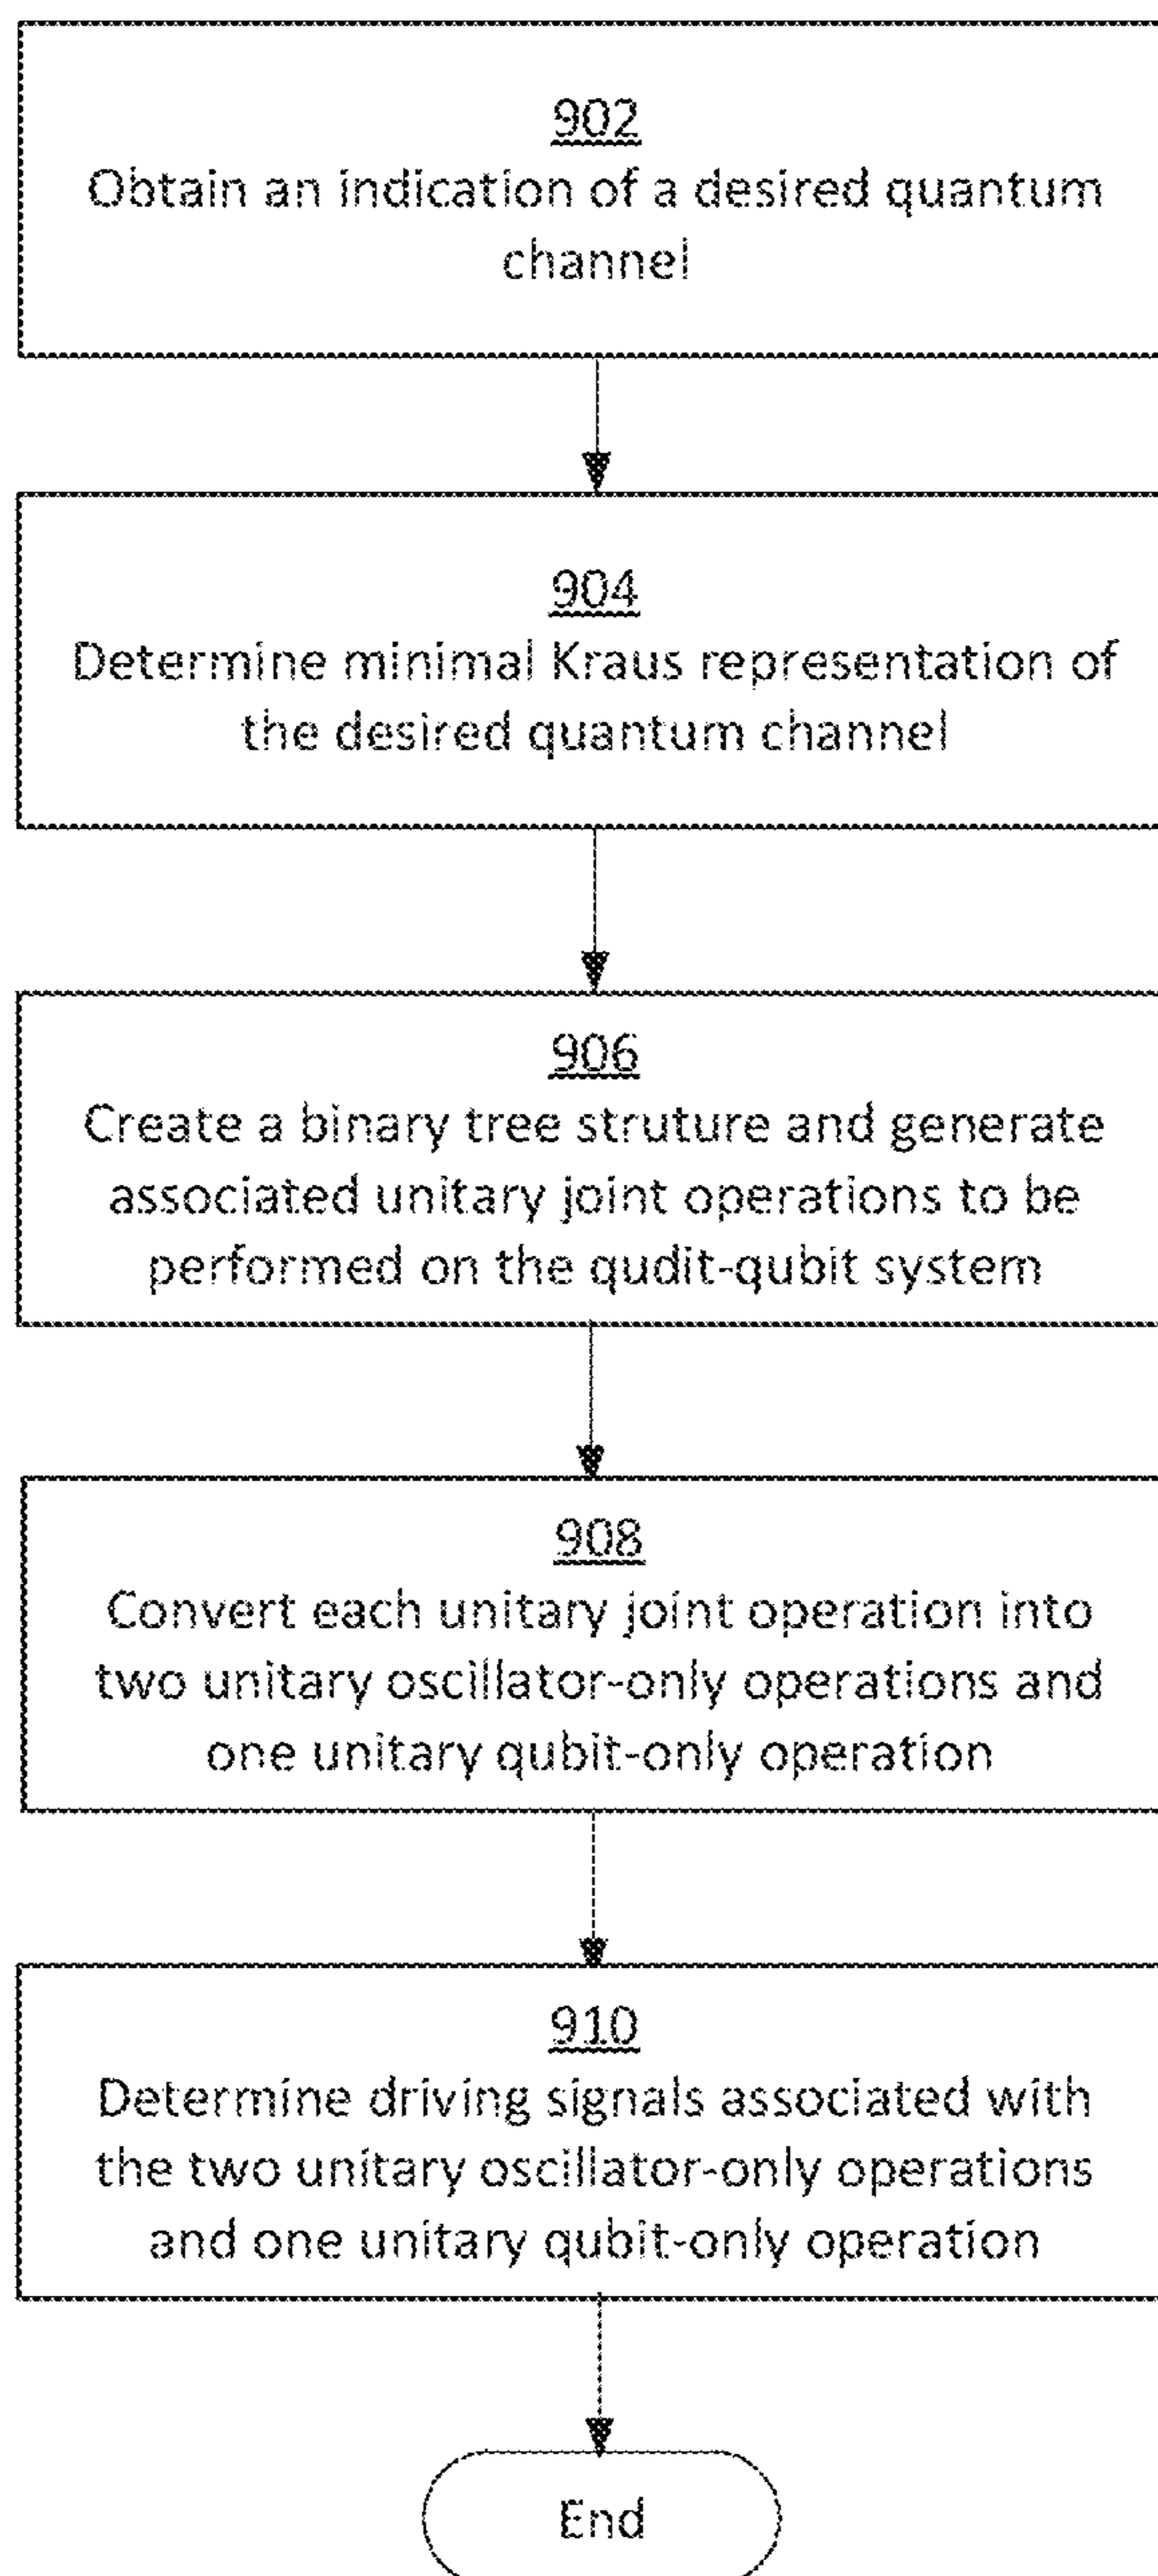 902
Obtain an indication of a desired quantum
channel
904
Determine minimal Kraus representation of
the desired quantum channel
906
Create a binary tree struture and generate
associated unitary joint operations to be
performed on the qudit-qubit system
908
Convert each unitary joint operation into
two unitary oscillator-only operations and
one unitary qubit-only operation
910
Determine driving signals associated with
the two unitary oscillator-only operations
and one unitary qubit-only operation
End